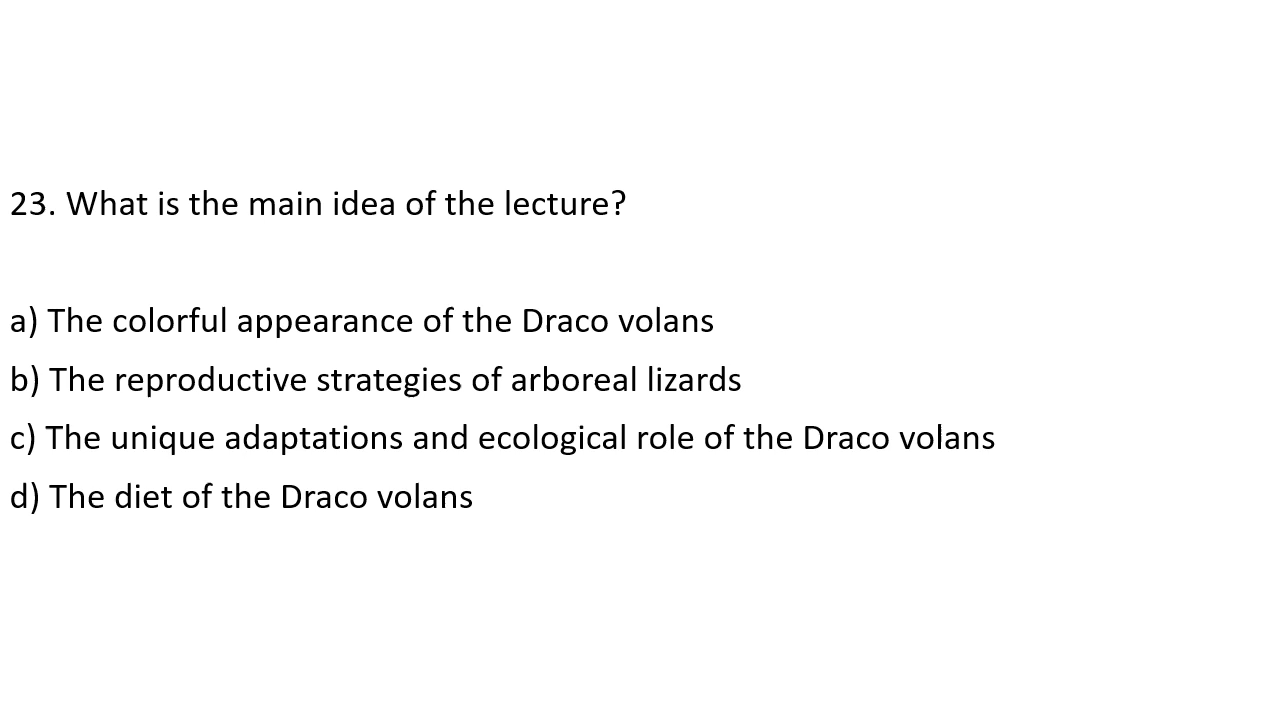 23. What is the main idea of the lecture?
a) The colorful appearance of the Draco volans
b) The reproductive strategies of arboreal lizards
c) The unique adaptations and ecological role of the Draco volans
d) The diet of the Draco volans